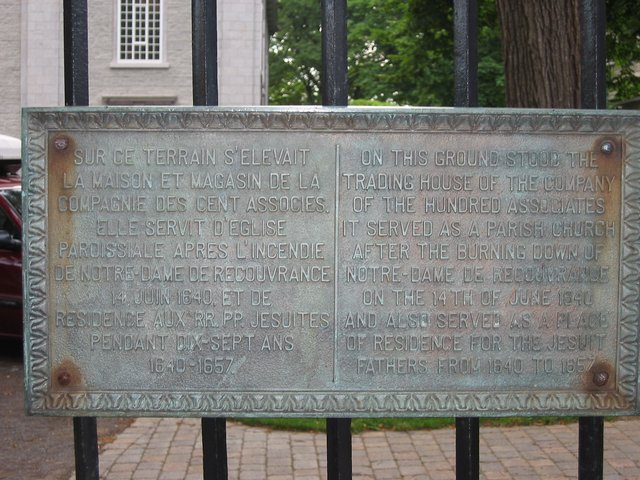 SUR CE TERRAIN S'ELEVAIT
LA MAISON ET MAGASIN DE LA
COMPAGNIE DES CENT ASSOCIES.
ELLE SERVIT D'EGLISE
PAROISSIALE, APRES L'INCENDIE
DE NOTRE-DAME DE RECOUVRANCE
14 JUIN 1640, ET DE
RESIDENCE AUX RR. PP. JESUITES
PENDANT DIX-SEPT ANS
1640-1657.
ON THIS GROUND STOOD THE
TRADING HOUSE OF THE COMPANY
OF THE HUNDRED ASSOCIATES
IT SERVED AS A PARISH CHURCH
AFTER THE BURNING DOWN OF
NOTRE-DAME DE RECOUVRANCE
ON THE 14TH OF JUNE 1640
AND ALSO SERVED AS A PLACE
OF RESIDENCE FOR THE JESUIT
FATHERS FROM 1640 TO 1657